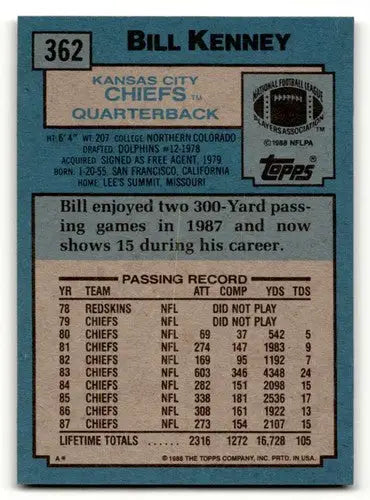 362
BILL KENNEY
KANSAS CITY
CHIEFS TM
QUARTERBACK
NATIONAL FOOTBALL LEAGUE
PLAYERS ASSOCIATION
©1988 NFLPA
topps®
HT: 6'4" WT: 207 COLLEGE: NORTHERN COLORADO
DRAFTED: DOLPHINS #12-1978
ACQUIRED: SIGNED AS FREE AGENT, 1979
BORN: 1-20-55, SAN FRANCISCO, CALIFORNIA
HOME: LEE'S SUMMIT, MISSOURI
Bill enjoyed two 300-Yard pass-
ing games in 1987 and now
shows 15 during his career.
PASSING RECORD
YR TEAM ATT COMP YDS TDS
78 REDSKINS NFL DID NOT PLAY
79 CHIEFS NFL DID NOT PLAY
80 CHIEFS NFL 69 37 542 5
81 CHIEFS NFL 274 147 1983 9
82 CHIEFS NFL 169 95 1192 7
83 CHIEFS NFL 603 346 4348 24
84 CHIEFS NFL 282 151 2098 15
85 CHIEFS NFL 338 181 2536 17
86 CHIEFS NFL 308 161 1922 13
87 CHIEFS NFL 273 154 2107 15
LIFETIME TOTALS 2316 1272 16,728 105
A* ©1988 THE TOPPS COMPANY, INC. PRTD. IN U.S.A.